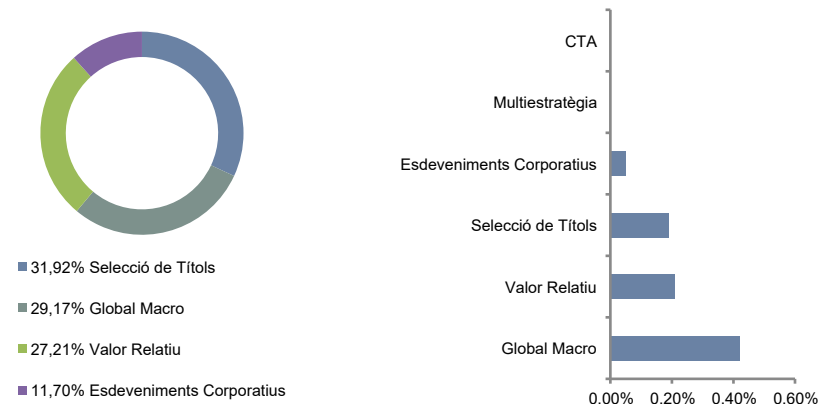 31,92% Selecció de Títols
29,17% Global Macro
27,21% Valor Relatiu
11,70% Esdeveniments Corporatius
CTA
Multiestratègia
Esdeveniments Corporatius
Selecció de Títols
Valor Relatiu
Global Macro
0.00% 0.20% 0.40% 0.60%